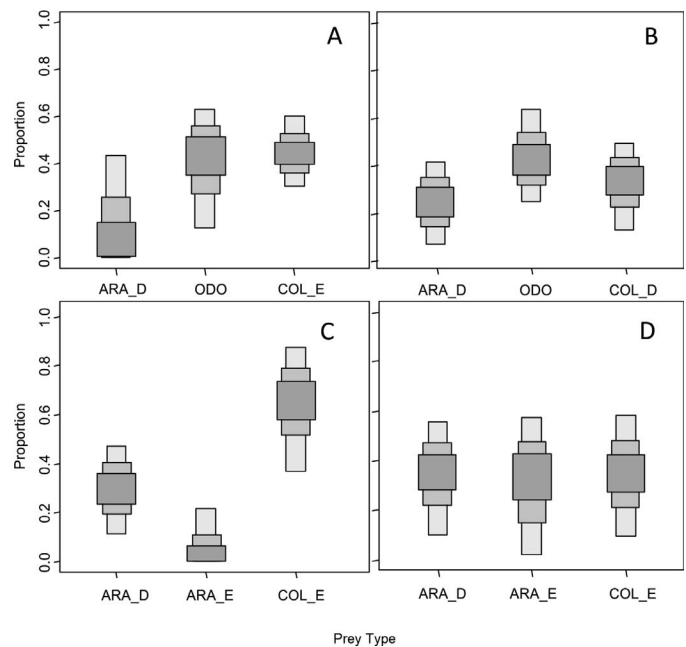 A
B
Proportion
1.0
0.8
0.6
0.4
0.2
0.0
ARA_D ODO COL_E
ARA_D ODO COL_D
C
D
Proportion
1.0
0.8
0.6
0.4
0.2
0.0
ARA_D ARA_E COL_E
ARA_D ARA_E COL_E
Prey Type